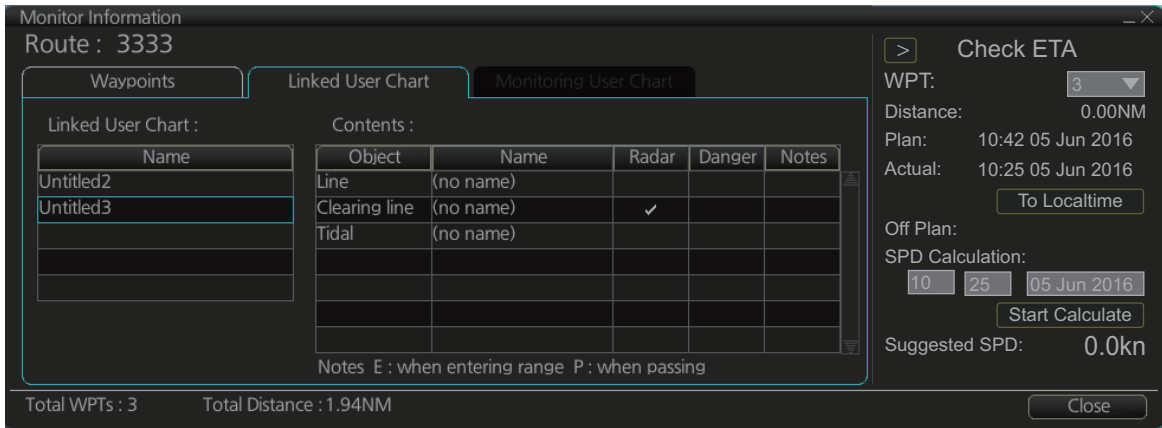 Monitor Information
Route : 3333
Waypoints
Linked User Chart
Monitoring User Chart
Linked User Chart :
Name
Untitled2
Untitled3
Contents :
Object Name Radar Danger Notes
Line (no name)
Clearing line (no name) ✓
Tidal (no name)
Notes E : when entering range P : when passing
> Check ETA
WPT: 3
Distance: 0.00NM
Plan: 10:42 05 Jun 2016
Actual: 10:25 05 Jun 2016
To Localtime
Off Plan:
SPD Calculation:
10 25 05 Jun 2016
Start Calculate
Suggested SPD: 0.0kn
Total WPTs : 3 Total Distance : 1.94NM
Close